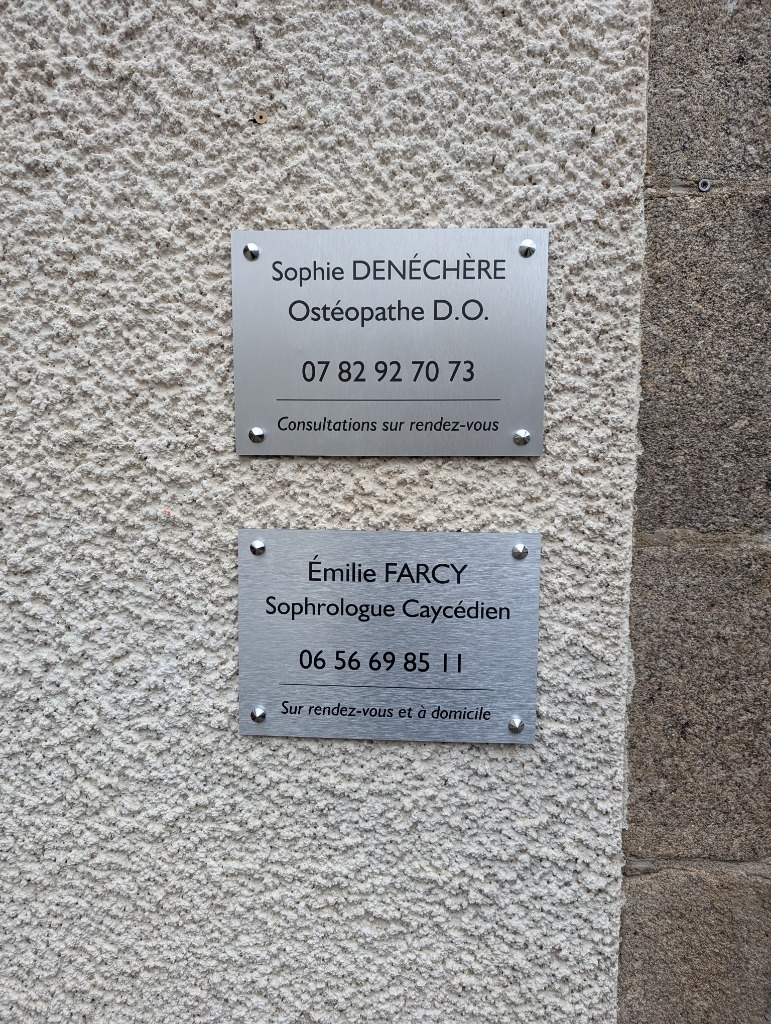 Sophie DENÉCHÈRE
Ostéopathe D.O.
07 82 92 70 73
Consultations sur rendez-vous
Émilie FARCY
Sophrologue Caycédien
06 56 69 85 11
Sur rendez-vous et à domicile